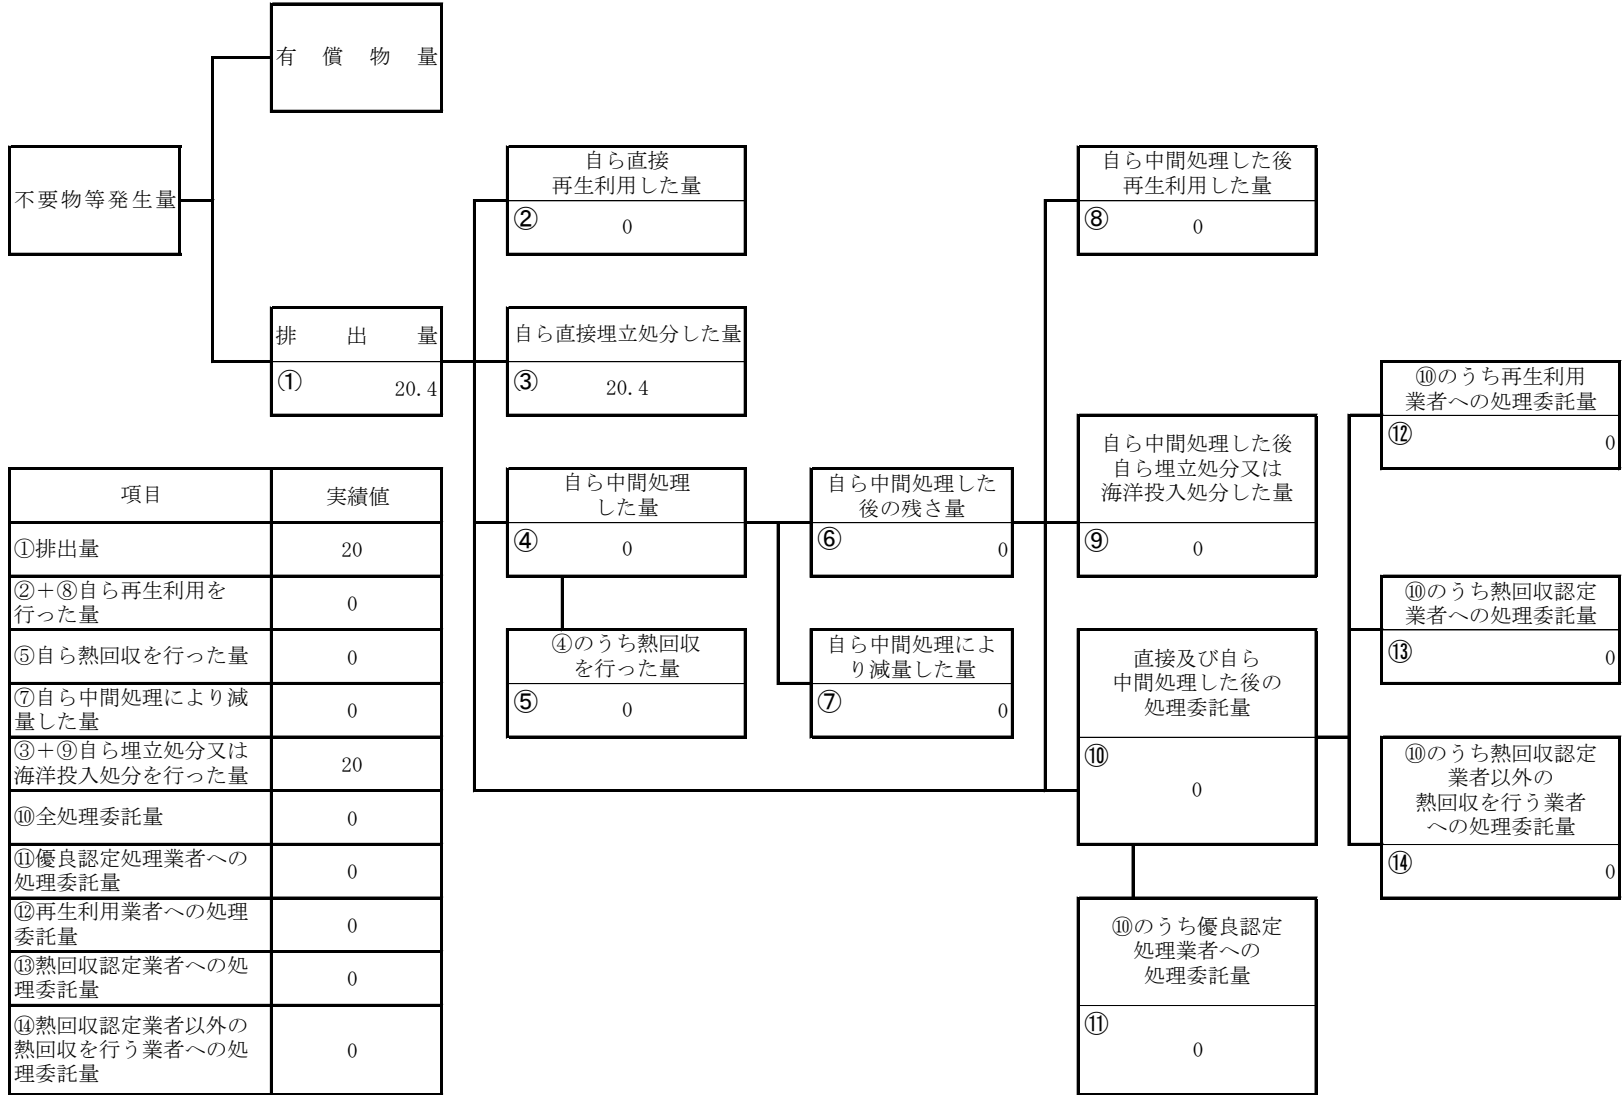 有償物量
不要物等発生量
排出量
①
20.4
自ら直接
再生利用した量
②
0
自ら直接埋立処分した量
③
20.4
自ら中間処理
した量
④
0
④のうち熱回収
を行った量
⑤
0
自ら中間処理した
後の残さ量
⑥
0
自ら中間処理によ
り減量した量
⑦
0
自ら中間処理した後
再生利用した量
⑧
0
自ら中間処理した後
自ら埋立処分又は
海洋投入処分した量
⑨
0
直接及び自ら
中間処理した後の
処理委託量
⑩
0
⑩のうち優良認定
処理業者への
処理委託量
⑪
0
⑩のうち再生利用
業者への処理委託量
⑫
0
⑩のうち熱回収認定
業者への処理委託量
⑬
0
⑩のうち熱回収認定
業者以外の
熱回収を行う業者
への処理委託量
⑭
0
項目 実績値
①排出量 20
②+⑧自ら再生利用を
行った量 0
⑤自ら熱回収を行った量 0
⑦自ら中間処理により減
量した量 0
③+⑨自ら埋立処分又は
海洋投入処分を行った量 20
⑩全処理委託量 0
⑪優良認定処理業者への
処理委託量 0
⑫再生利用業者への処理
委託量 0
⑬熱回収認定業者への処
理委託量 0
⑭熱回収認定業者以外の
熱回収を行う業者への処
理委託量 0